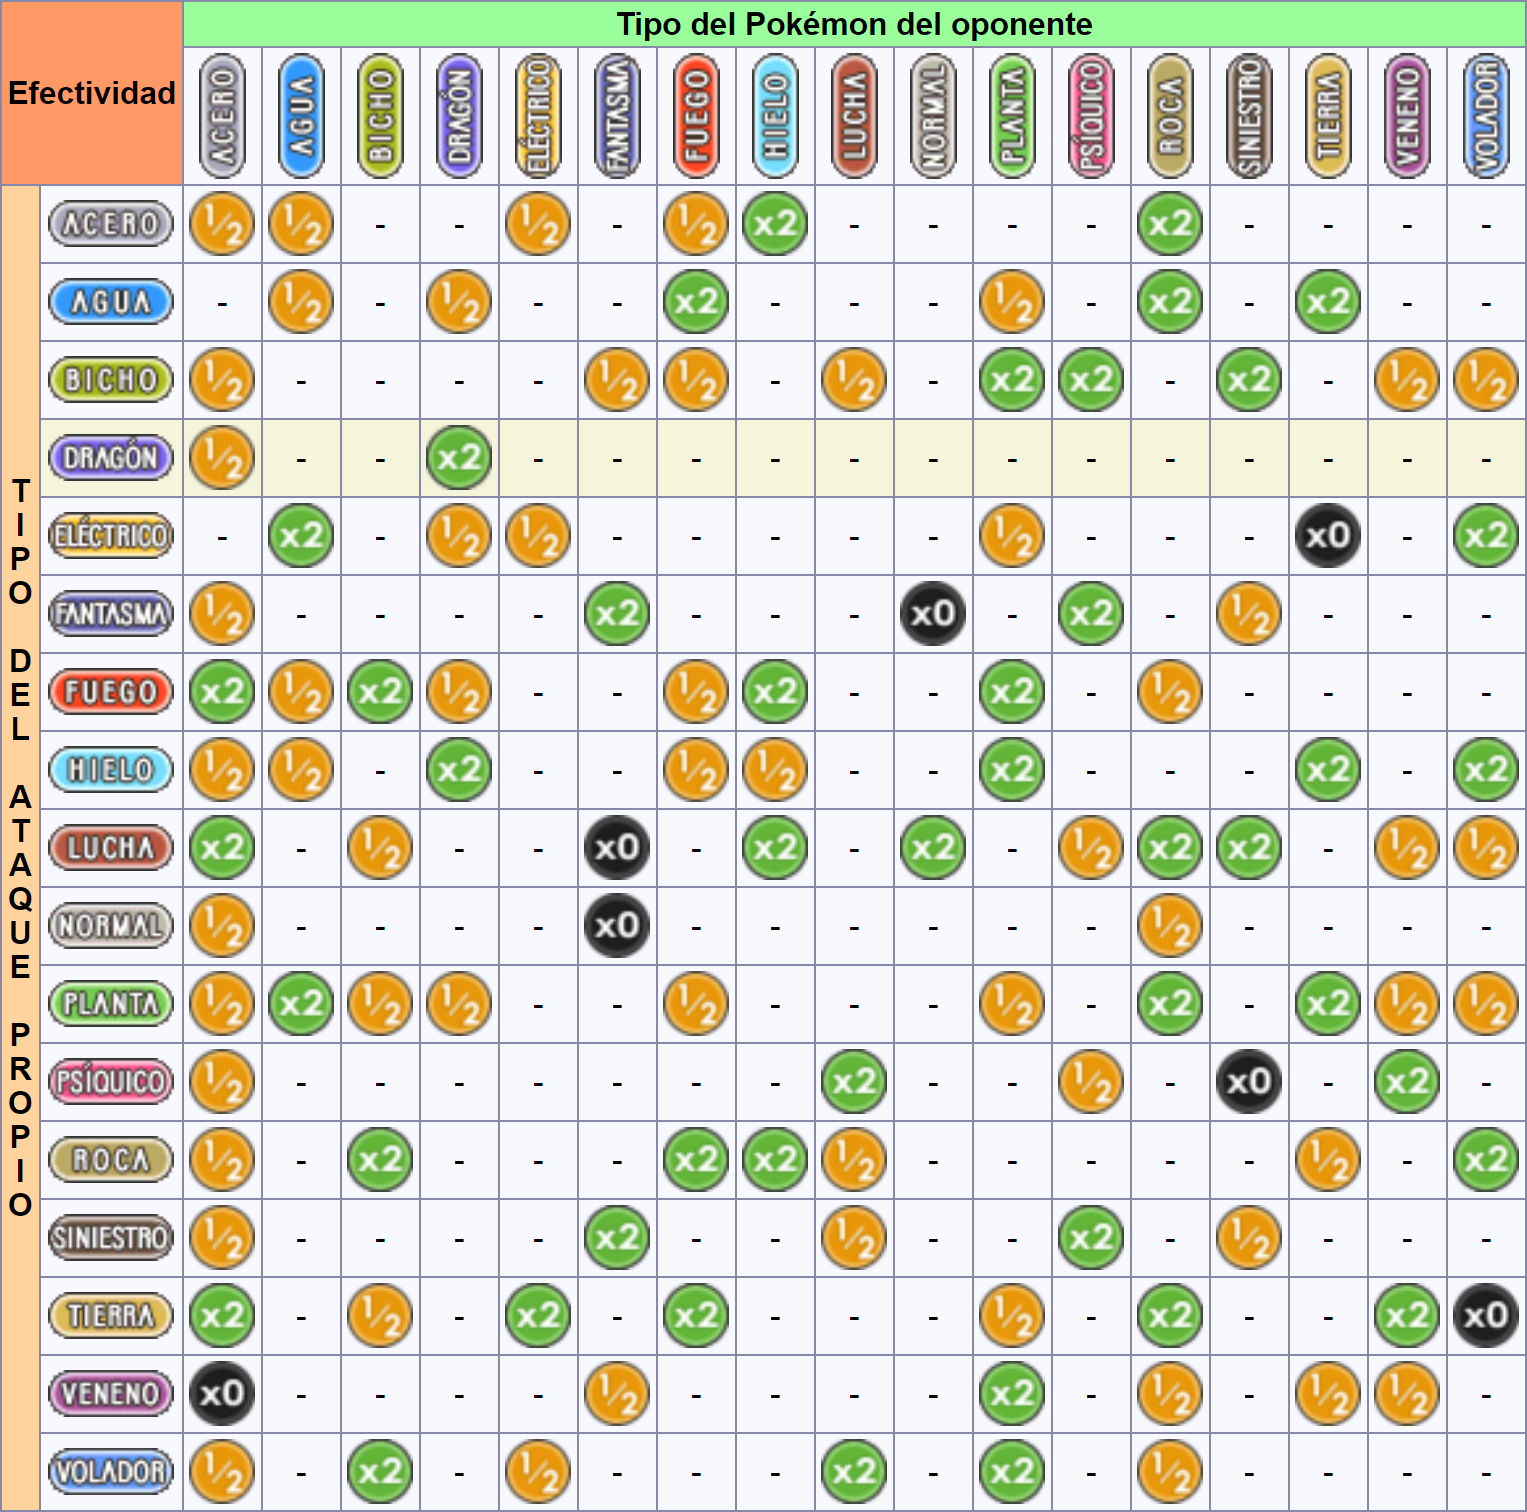 Efectividad
Tipo del Pokémon del oponente
ACERO AGUA BICHO DRAGÓN ELÉCTRICO FANTASMA FUEGO HIELO LUCHA NORMAL PLANTA PSÍQUICO ROCA SINIESTRO TIERRA VENENO VOLADOR
TIPO DEL ATAQUE PROPIO
ACERO ½ ½ - - ½ - ½ x2 - - - - x2 - - - -
AGUA - ½ - ½ - - x2 - - - ½ - x2 - x2 - -
BICHO ½ - - - - ½ ½ - ½ - x2 x2 - x2 - ½ ½
DRAGÓN ½ - - x2 - - - - - - - - - - - - -
ELÉCTRICO - x2 - ½ ½ - - - - - ½ - - - x0 - x2
FANTASMA ½ - - - - x2 - - - x0 - x2 - ½ - - -
FUEGO x2 ½ x2 ½ - - ½ x2 - - x2 - ½ - - - -
HIELO ½ ½ - x2 - - ½ ½ - - x2 - - - x2 - x2
LUCHA x2 - ½ - - x0 - x2 - x2 - ½ x2 x2 - ½ ½
NORMAL ½ - - - - x0 - - - - - - ½ - - - -
PLANTA ½ x2 ½ ½ - - ½ - - - ½ - x2 - x2 ½ ½
PSÍQUICO ½ - - - - - - - x2 - - ½ - x0 - x2 -
ROCA ½ - x2 - - - x2 x2 ½ - - - - - ½ - x2
SINIESTRO ½ - - - - x2 - - ½ - - x2 - ½ - - -
TIERRA x2 - ½ - x2 - x2 - - - ½ - x2 - - x2 x0
VENENO x0 - - - - ½ - - - - x2 - ½ - ½ ½ -
VOLADOR ½ - x2 - ½ - - - x2 - x2 - ½ - - - -